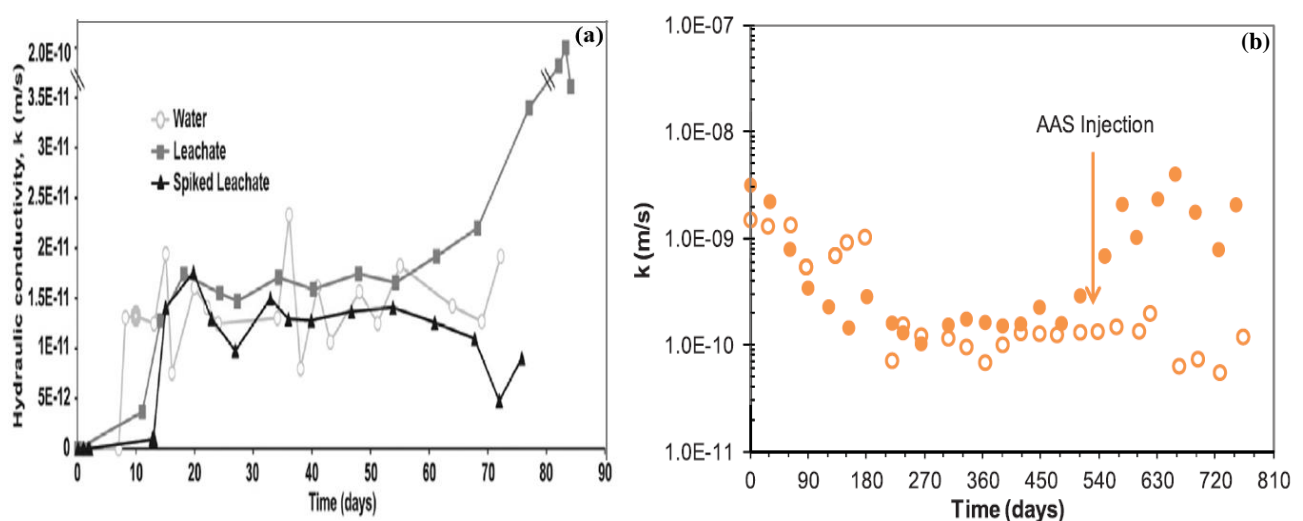 (a)
Hydraulic conductivity, k (m/s)
2.0E-10
3.5E-11
3E-11
2.5E-11
2E-11
1.5E-11
1E-11
5E-12
0
Water
Leachate
Spiked Leachate
0 10 20 30 40 50 60 70 80 90
Time (days)
(b)
k (m/s)
1.0E-07
1.0E-08
1.0E-09
1.0E-10
1.0E-11
AAS Injection
0 90 180 270 360 450 540 630 720 810
Time (days)